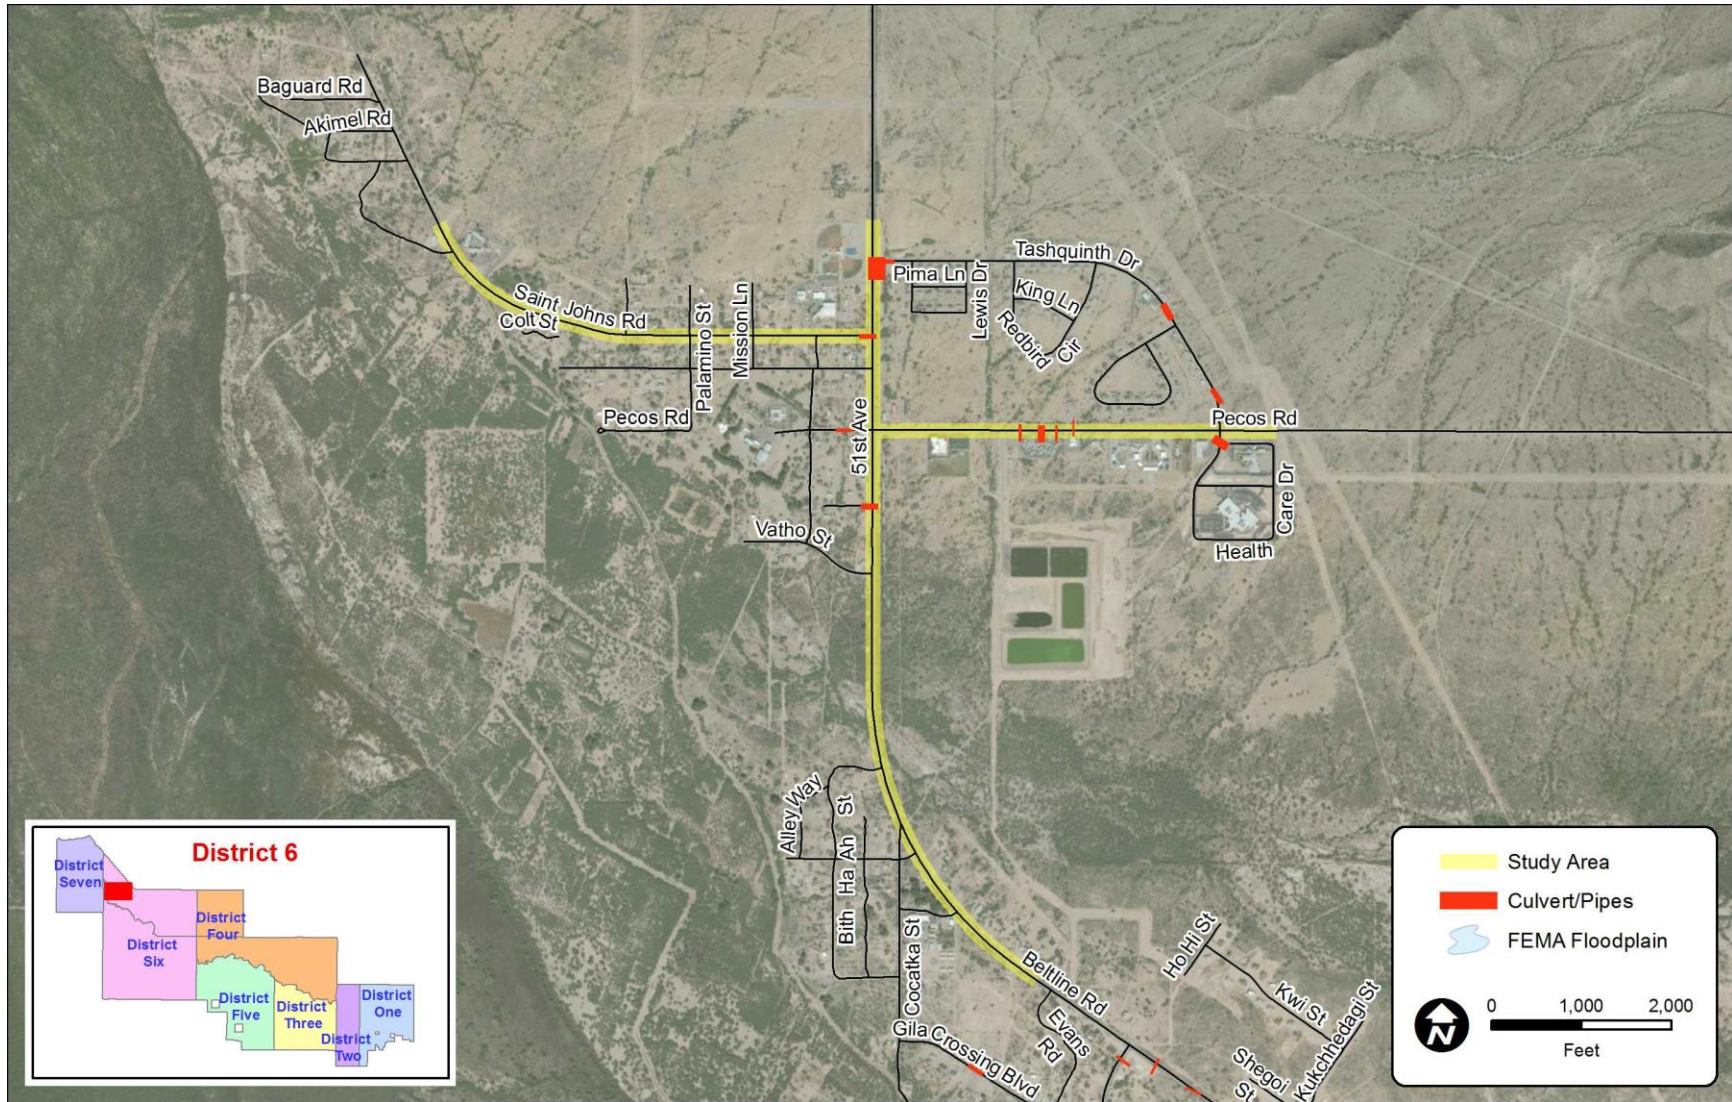 Baguard Rd
Akimel Rd
Saint Johns Rd
Colt St
Palamino St
Mission Ln
Pecos Rd
51st Ave
Vatho St
Pima Ln
Lewis Dr
Tashquinth Dr
King Ln
Redbird Cir
Pecos Rd
Health Care Dr
Alley Way
Bith Ha Ah St
Cocatka St
Gila Crossing Blvd
Beltline Rd
Evans Rd
Ho Hi St
Kwi St
Shegoi St
Kukchhedagi St
District 6
District Seven
District Six
District Four
District Five
District Three
District Two
District One
Study Area
Culvert/Pipes
FEMA Floodplain
N
0 1,000 2,000
Feet